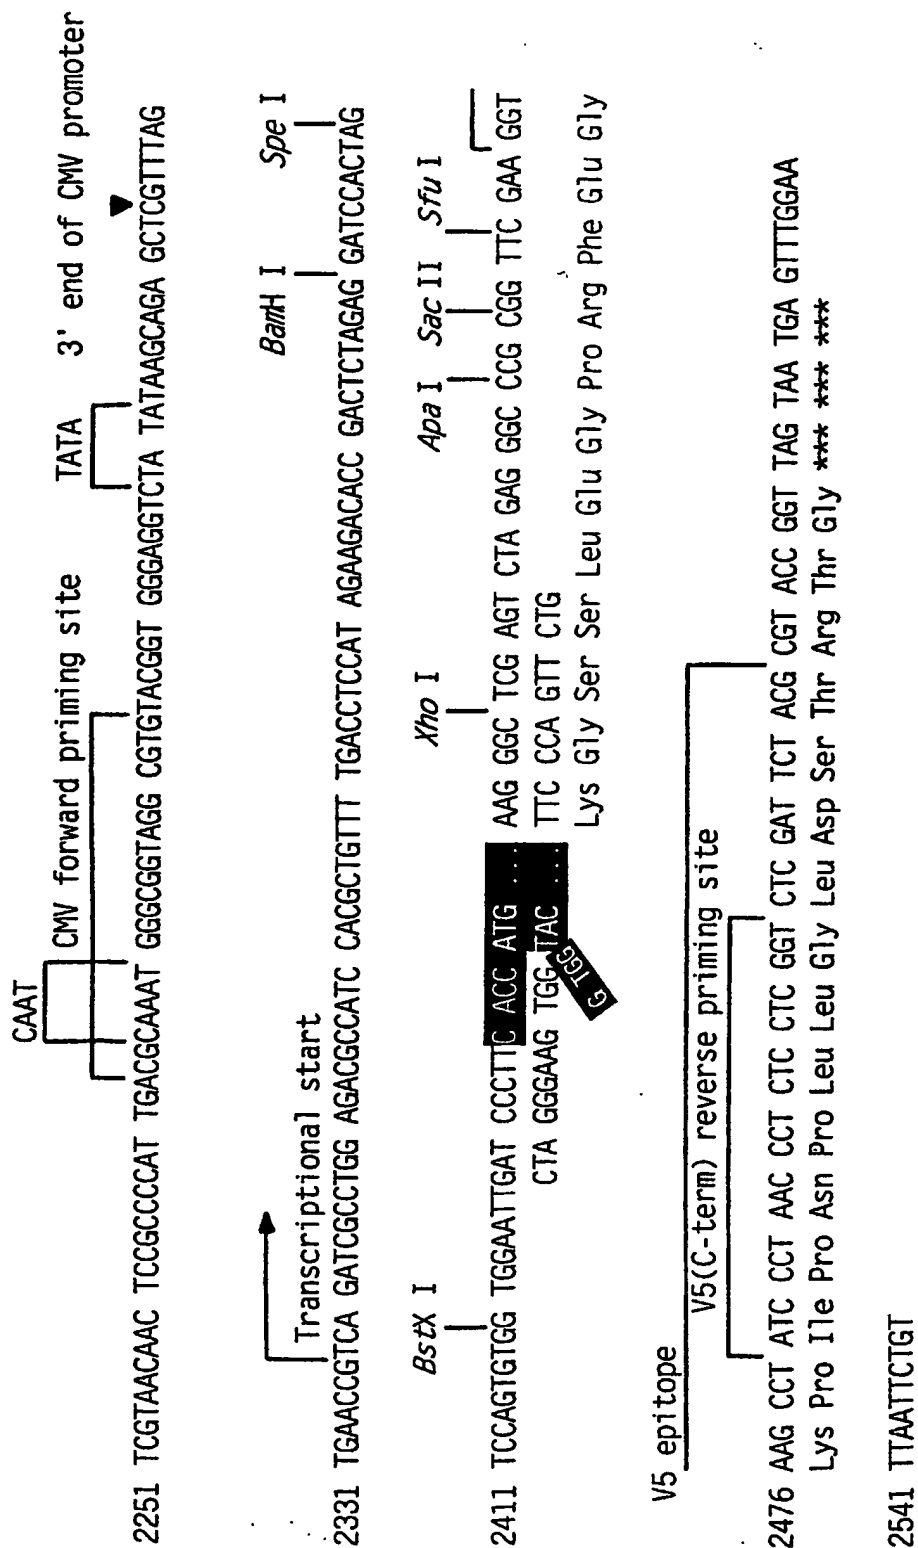 CAAT
CMV forward priming site TATA 3' end of CMV promoter
2251 TCGTAACAAC TCCGCCCCAT TGACGCAAAT GGGCGGTAGG CGTGTACGGT GGGAGGTCTA TATAAGCAGA GCTCGTTTAG
Transcriptional start BamH I Spe I
2331 TGAACCGTCA GATCGCCTGG AGACGCCATC CACGCTGTTT TGACCTCCAT AGAAGACACC GACTCTAGAG GATCCACTAG
BstX I Xho I Apa I Sac II Sfu I
2411 TCCAGTGTGG TGGAATTGAT CCCTTC ACC ATG ... AAG GGC TCG AGT CTA GAG GGC CCG CGG TTC GAA GGT
CTA GGGAAG TGG TAC ... TTC CCA GTT CTG
G TGG
Lys Gly Ser Ser Leu Glu Gly Pro Arg Phe Glu Gly
V5 epitope
V5(C-term) reverse priming site
2476 AAG CCT ATC CCT AAC CCT CTC CTC GGT CTC GAT TCT ACG CGT ACC GGT TAG TAA TGA GTTTGGAA
Lys Pro Ile Pro Asn Pro Leu Leu Gly Leu Asp Ser Thr Arg Thr Gly *** *** ***
2541 TTAATTCTGT